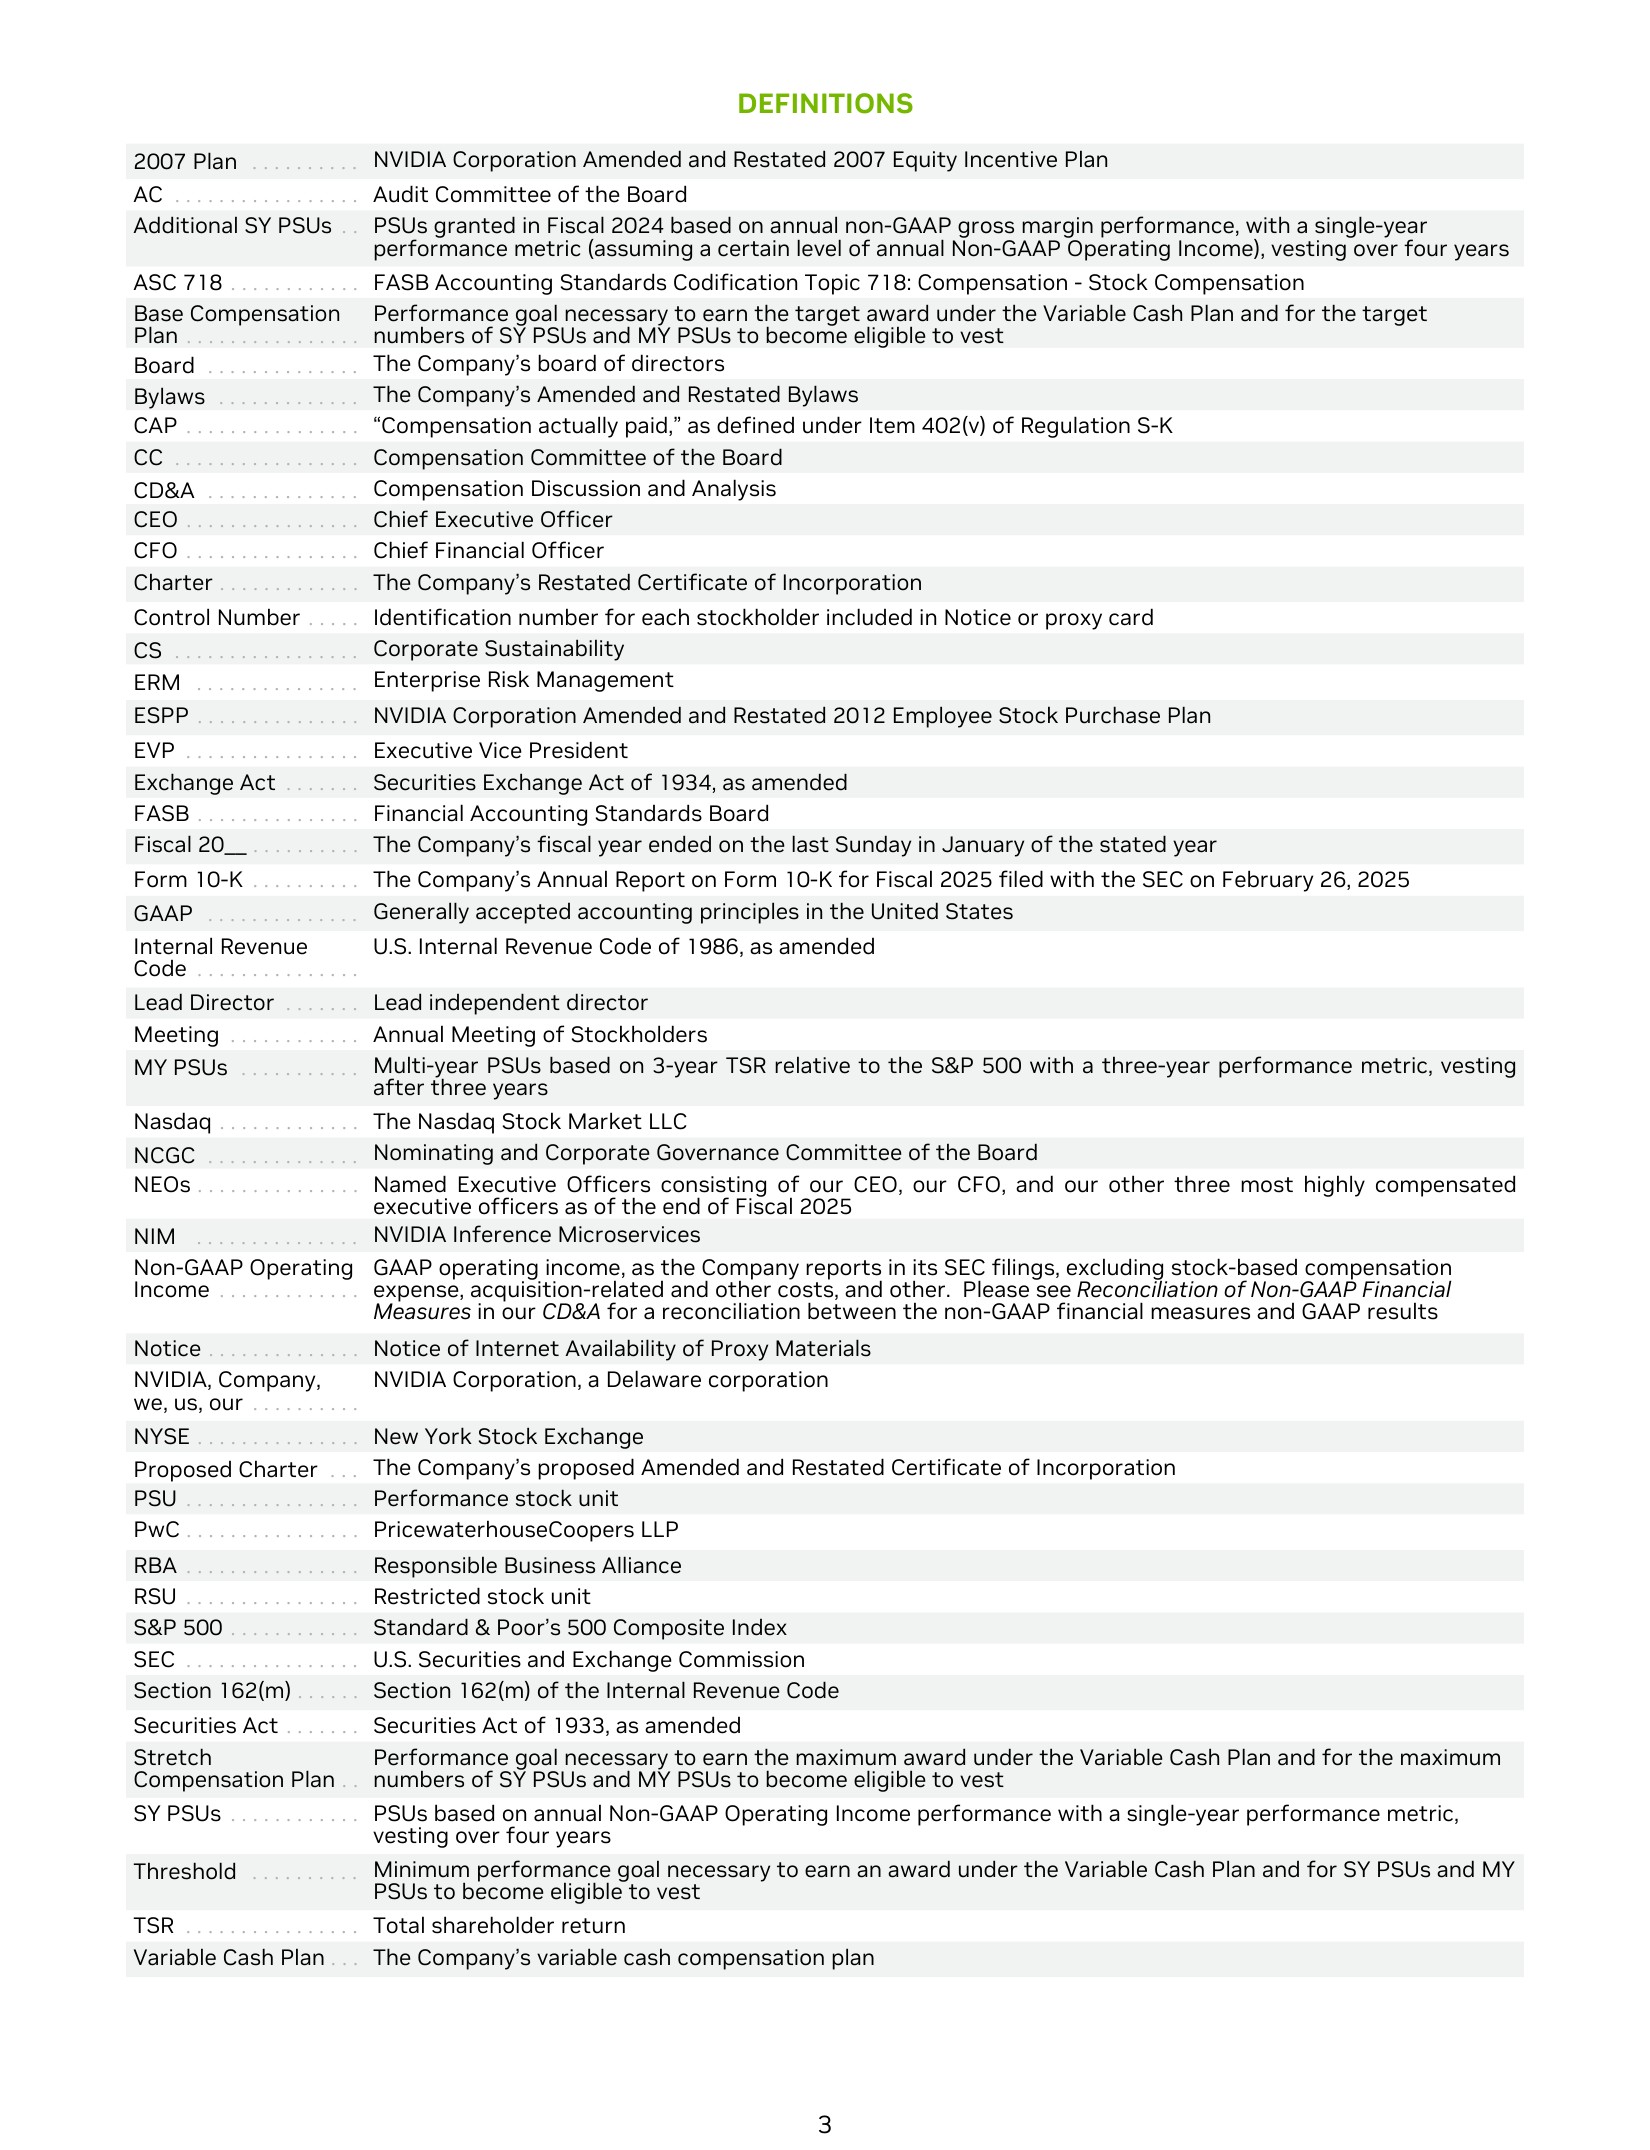 DEFINITIONS
2007 Plan . . . . . . . . . . NVIDIA Corporation Amended and Restated 2007 Equity Incentive Plan
AC . . . . . . . . . . . . . . . . . Audit Committee of the Board
Additional SY PSUs . . PSUs granted in Fiscal 2024 based on annual non-GAAP gross margin performance, with a single-year
performance metric (assuming a certain level of annual Non-GAAP Operating Income), vesting over four years
ASC 718 . . . . . . . . . . . . FASB Accounting Standards Codification Topic 718: Compensation - Stock Compensation
Base Compensation Performance goal necessary to earn the target award under the Variable Cash Plan and for the target
Plan . . . . . . . . . . . . . . . . numbers of SY PSUs and MY PSUs to become eligible to vest
Board . . . . . . . . . . . . . . The Company’s board of directors
Bylaws . . . . . . . . . . . . . The Company’s Amended and Restated Bylaws
CAP . . . . . . . . . . . . . . . . “Compensation actually paid,” as defined under Item 402(v) of Regulation S-K
CC . . . . . . . . . . . . . . . . . Compensation Committee of the Board
CD&A . . . . . . . . . . . . . . Compensation Discussion and Analysis
CEO . . . . . . . . . . . . . . . . Chief Executive Officer
CFO . . . . . . . . . . . . . . . . Chief Financial Officer
Charter . . . . . . . . . . . . . The Company’s Restated Certificate of Incorporation
Control Number . . . . . Identification number for each stockholder included in Notice or proxy card
CS . . . . . . . . . . . . . . . . . Corporate Sustainability
ERM . . . . . . . . . . . . . . . Enterprise Risk Management
ESPP . . . . . . . . . . . . . . . NVIDIA Corporation Amended and Restated 2012 Employee Stock Purchase Plan
EVP . . . . . . . . . . . . . . . . Executive Vice President
Exchange Act . . . . . . . Securities Exchange Act of 1934, as amended
FASB . . . . . . . . . . . . . . . Financial Accounting Standards Board
Fiscal 20__ . . . . . . . . . . The Company’s fiscal year ended on the last Sunday in January of the stated year
Form 10-K . . . . . . . . . . The Company’s Annual Report on Form 10-K for Fiscal 2025 filed with the SEC on February 26, 2025
GAAP . . . . . . . . . . . . . . Generally accepted accounting principles in the United States
Internal Revenue U.S. Internal Revenue Code of 1986, as amended
Code . . . . . . . . . . . . . . .
Lead Director . . . . . . . Lead independent director
Meeting . . . . . . . . . . . . Annual Meeting of Stockholders
MY PSUs . . . . . . . . . . . Multi-year PSUs based on 3-year TSR relative to the S&P 500 with a three-year performance metric, vesting
after three years
Nasdaq . . . . . . . . . . . . . The Nasdaq Stock Market LLC
NCGC . . . . . . . . . . . . . . Nominating and Corporate Governance Committee of the Board
NEOs . . . . . . . . . . . . . . . Named Executive Officers consisting of our CEO, our CFO, and our other three most highly compensated
executive officers as of the end of Fiscal 2025
NIM . . . . . . . . . . . . . . . NVIDIA Inference Microservices
Non-GAAP Operating GAAP operating income, as the Company reports in its SEC filings, excluding stock-based compensation
Income . . . . . . . . . . . . . expense, acquisition-related and other costs, and other. Please see Reconciliation of Non-GAAP Financial
Measures in our CD&A for a reconciliation between the non-GAAP financial measures and GAAP results
Notice . . . . . . . . . . . . . . Notice of Internet Availability of Proxy Materials
NVIDIA, Company, NVIDIA Corporation, a Delaware corporation
we, us, our . . . . . . . . . .
NYSE . . . . . . . . . . . . . . . New York Stock Exchange
Proposed Charter . . . The Company’s proposed Amended and Restated Certificate of Incorporation
PSU . . . . . . . . . . . . . . . . Performance stock unit
PwC . . . . . . . . . . . . . . . . PricewaterhouseCoopers LLP
RBA . . . . . . . . . . . . . . . . Responsible Business Alliance
RSU . . . . . . . . . . . . . . . . Restricted stock unit
S&P 500 . . . . . . . . . . . . Standard & Poor’s 500 Composite Index
SEC . . . . . . . . . . . . . . . . U.S. Securities and Exchange Commission
Section 162(m) . . . . . . Section 162(m) of the Internal Revenue Code
Securities Act . . . . . . . Securities Act of 1933, as amended
Stretch Performance goal necessary to earn the maximum award under the Variable Cash Plan and for the maximum
Compensation Plan . . numbers of SY PSUs and MY PSUs to become eligible to vest
SY PSUs . . . . . . . . . . . . PSUs based on annual Non-GAAP Operating Income performance with a single-year performance metric,
vesting over four years
Threshold . . . . . . . . . . Minimum performance goal necessary to earn an award under the Variable Cash Plan and for SY PSUs and MY
PSUs to become eligible to vest
TSR . . . . . . . . . . . . . . . . Total shareholder return
Variable Cash Plan . . . The Company’s variable cash compensation plan
3